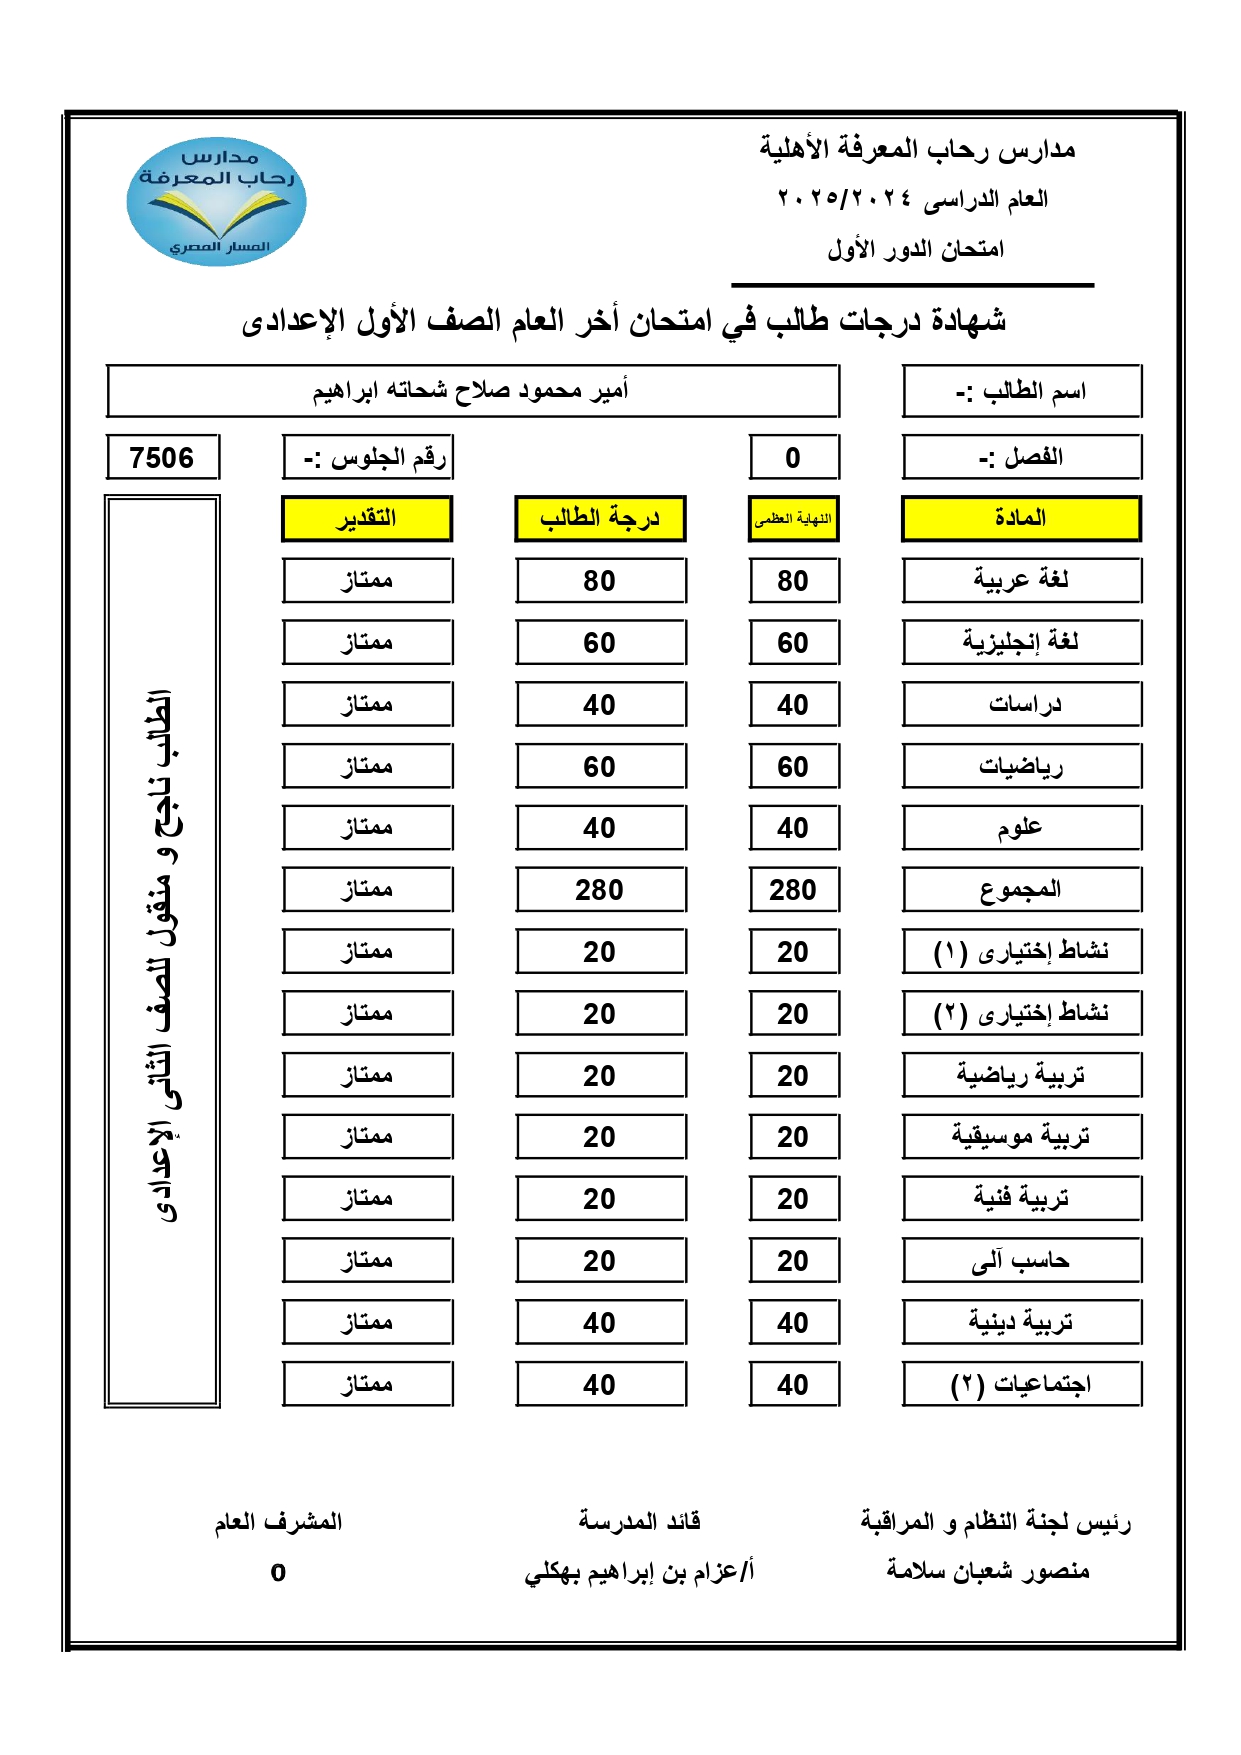 مدارس رحاب المعرفة الأهلية
العام الدراسى ٢٠٢٥/٢٠٢٤
امتحان الدور الأول
مدارس
رحاب المعرفة
المسار المصري
شهادة درجات طالب في امتحان أخر العام الصف الأول الإعدادى
اسم الطالب :- أمير محمود صلاح شحاته ابراهيم
الفصل :- 0 رقم الجلوس :- 7506
المادة النهاية العظمى درجة الطالب التقدير
لغة عربية 80 80 ممتاز
لغة إنجليزية 60 60 ممتاز
دراسات 40 40 ممتاز
رياضيات 60 60 ممتاز
علوم 40 40 ممتاز
المجموع 280 280 ممتاز
نشاط إختيارى (١) 20 20 ممتاز
نشاط إختيارى (٢) 20 20 ممتاز
تربية رياضية 20 20 ممتاز
تربية موسيقية 20 20 ممتاز
تربية فنية 20 20 ممتاز
حاسب آلى 20 20 ممتاز
تربية دينية 40 40 ممتاز
اجتماعيات (٢) 40 40 ممتاز
الطالب ناجح و منقول للصف الثانى الإعدادى
رئيس لجنة النظام و المراقبة قائد المدرسة المشرف العام
منصور شعبان سلامة أ/عزام بن إبراهيم بهكلي 0